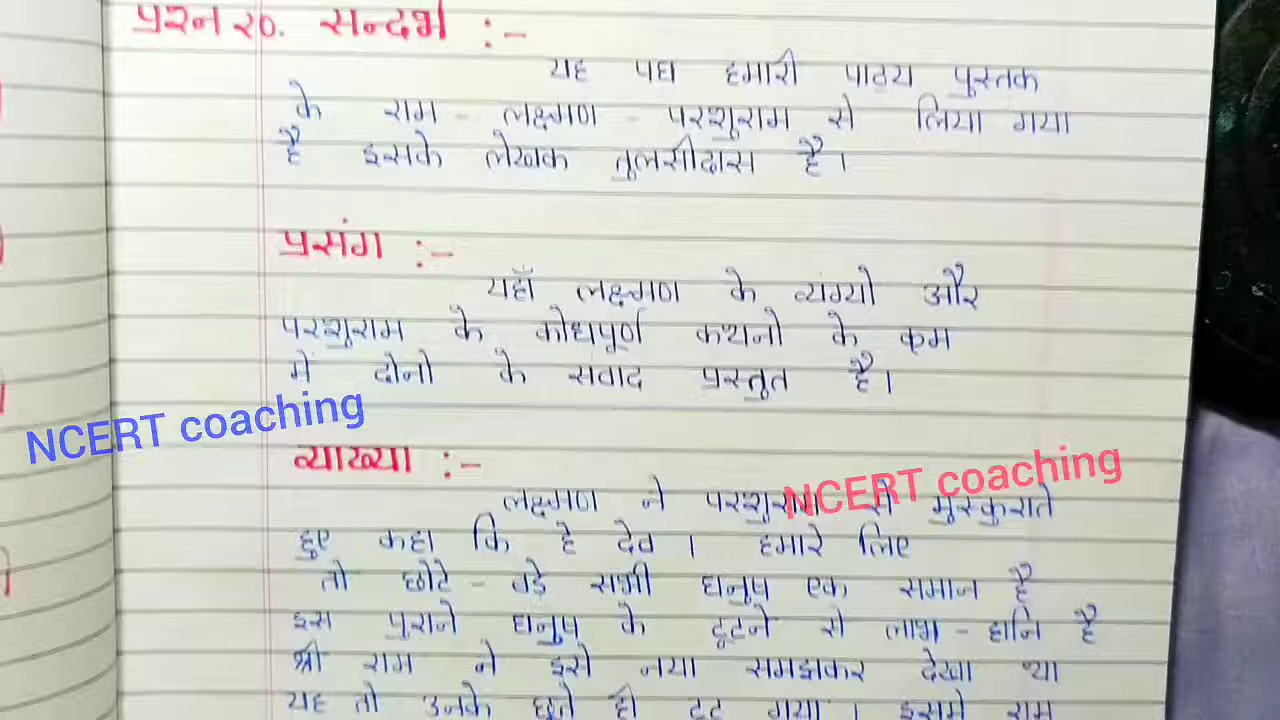 प्रश्न २०. सन्दर्भ :-
यह पद्य हमारी पाठ्य पुस्तक
के राम - लक्ष्मण - परशुराम से लिया गया
है इसके लेखक तुलसीदास है।
प्रसंग :-
यहाँ लक्ष्मण के व्यंग्यो और
परशुराम के क्रोधपूर्ण कथनो के क्रम
में दोनो के सवाद प्रस्तुत है।
NCERT coaching
व्याख्या :-
NCERT coaching
लक्ष्मण ने परशुराम से मुस्कुराते
हुए कहा कि हे देव । हमारे लिए
तो छोटे - बड़े सभी धनुष एक समान है
इस पुराने धनुष के टूटने से लाभ - हानि है
श्री राम ने इसे नया समझकर देखा था
यह तो उनके छूते ही टूट गया । इसमे राम